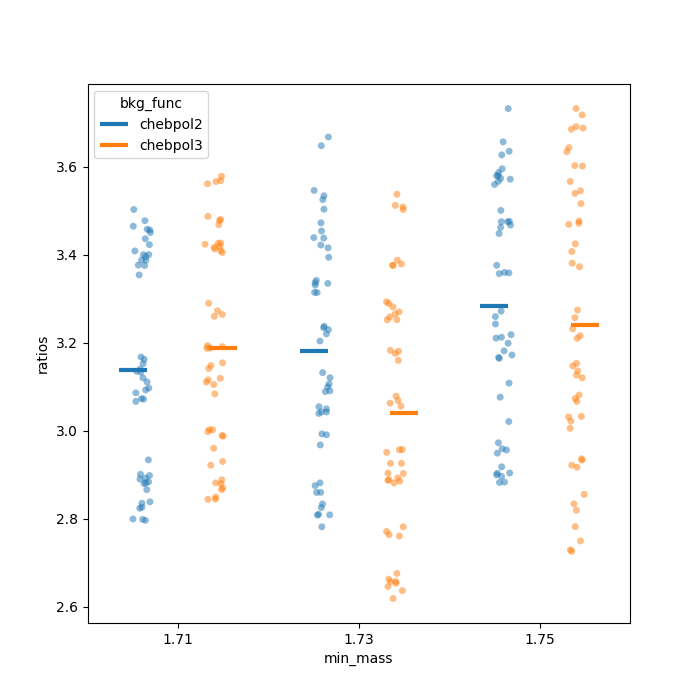 bkg_func
chebpol2
chebpol3
3.6
3.4
3.2
3.0
2.8
2.6
ratios
1.71 1.73 1.75
min_mass